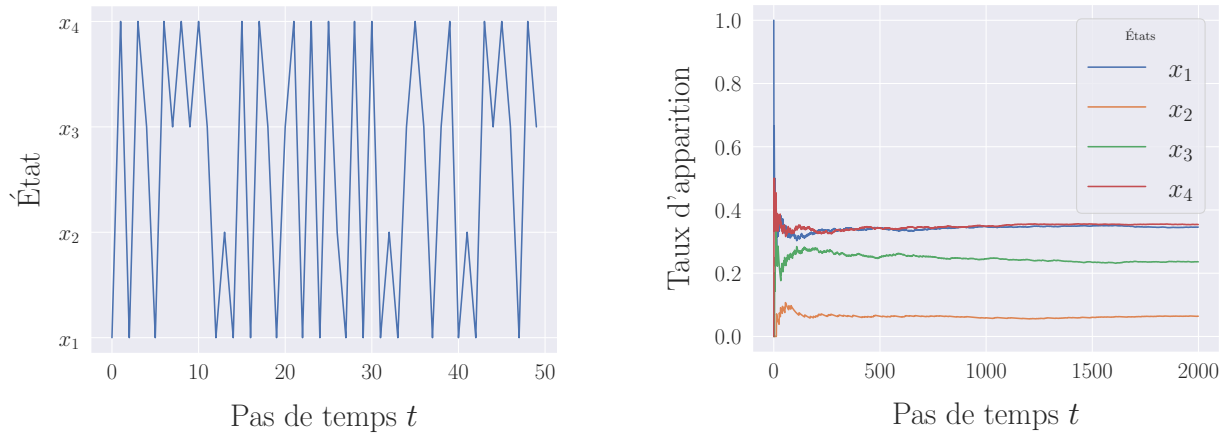 x₄
x₃
x₂
x₁
État
0
10
20
30
40
50
Pas de temps t
1.0
0.8
0.6
0.4
0.2
0.0
Taux d'apparition
États
x₁
x₂
x₃
x₄
0
500
1000
1500
2000
Pas de temps t